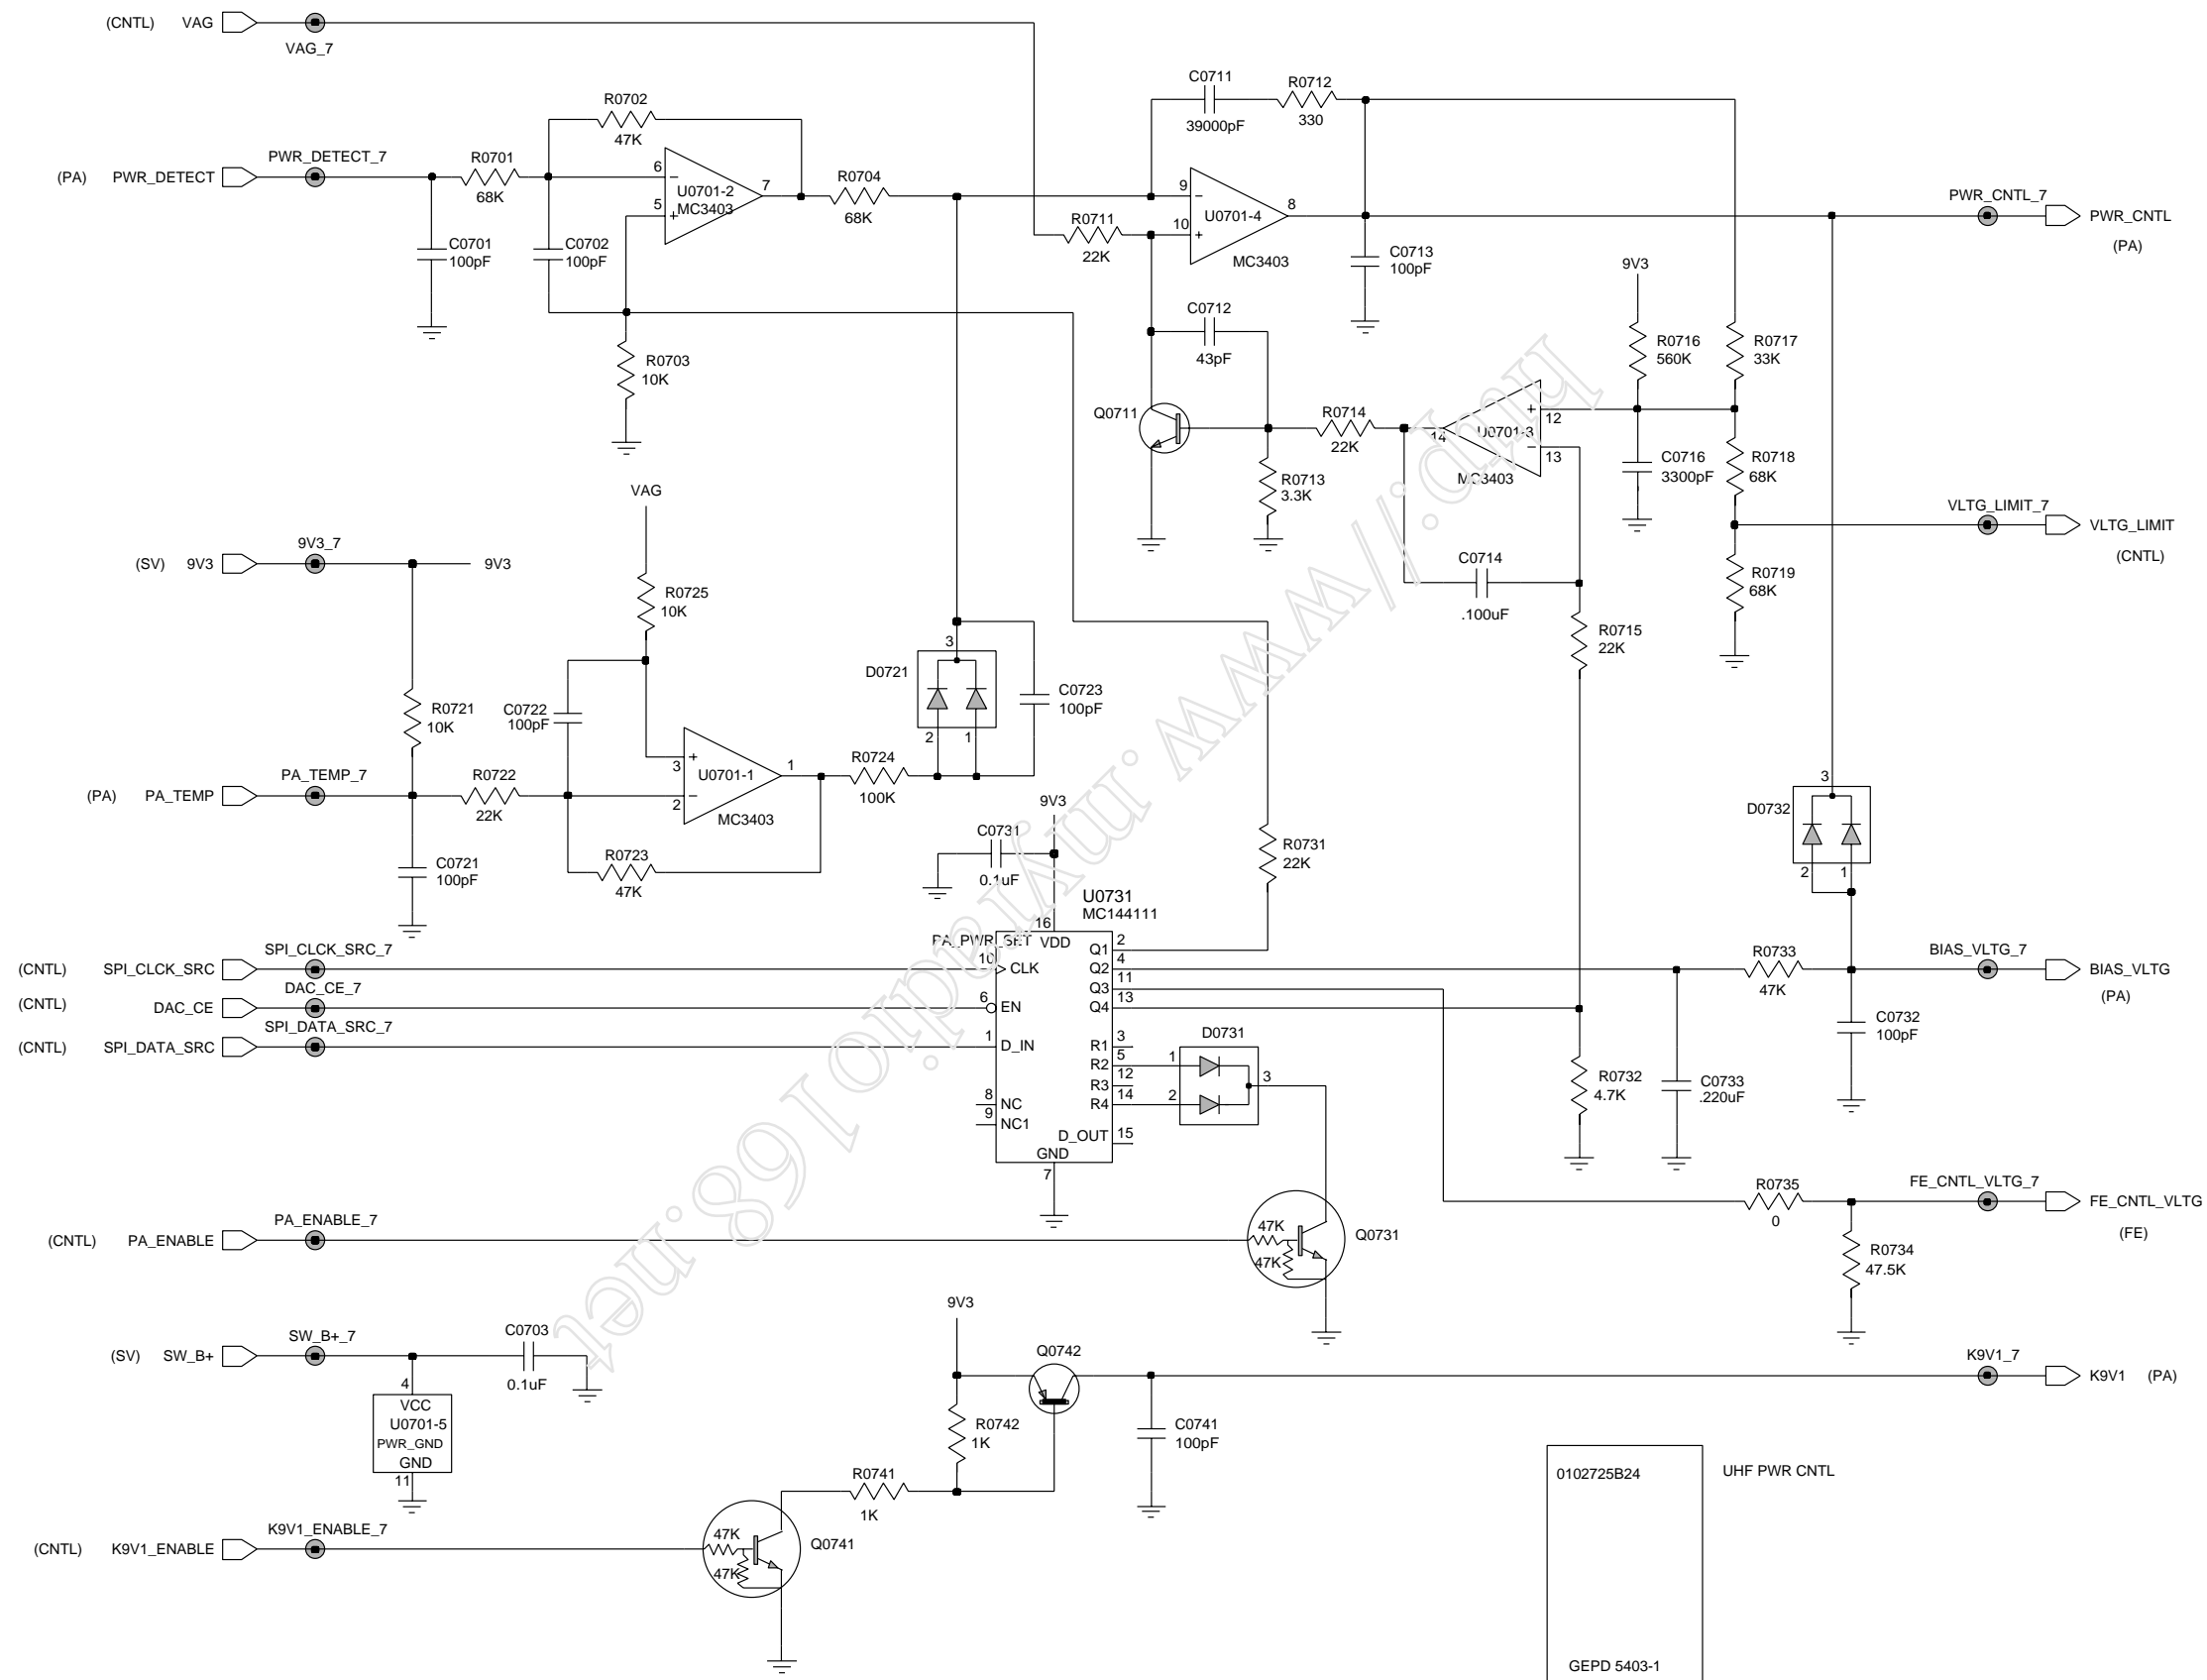 (CNTL) VAG
VAG_7
C0711
39000pF
R0712
330
R0702
47K
(PA) PWR_DETECT
PWR_DETECT_7
R0701
68K
6
5
7
U0701-2
MC3403
R0704
68K
9
10
8
U0701-4
MC3403
R0711
22K
PWR_CNTL_7
PWR_CNTL
(PA)
C0701
100pF
C0702
100pF
C0713
100pF
9V3
C0712
43pF
R0703
10K
R0716
560K
R0717
33K
Q0711
R0714
22K
14
U0701-3
12
13
MC3403
R0713
3.3K
C0716
3300pF
R0718
68K
VAG
VLTG_LIMIT_7
VLTG_LIMIT
(CNTL)
(SV) 9V3
9V3_7
9V3
C0714
.100uF
R0719
68K
R0725
10K
R0715
22K
3
D0721
2
1
C0723
100pF
R0721
10K
C0722
100pF
3
2
1
U0701-1
MC3403
R0724
100K
(PA) PA_TEMP
PA_TEMP_7
R0722
22K
3
D0732
2
1
9V3
C0731
0.1uF
R0723
47K
C0721
100pF
R0731
22K
U0731
MC144111
PA_PWR_SET
16
VDD
10
CLK
6
EN
1
D_IN
8
NC
9
NC1
GND
7
Q1
2
Q2
4
Q3
11
Q4
13
R1
3
R2
5
R3
12
R4
14
D_OUT
15
(CNTL) SPI_CLCK_SRC
SPI_CLCK_SRC_7
(CNTL) DAC_CE
DAC_CE_7
(CNTL) SPI_DATA_SRC
SPI_DATA_SRC_7
R0733
47K
BIAS_VLTG_7
BIAS_VLTG
(PA)
C0732
100pF
D0731
1
2
3
R0732
4.7K
C0733
.220uF
R0735
0
FE_CNTL_VLTG_7
FE_CNTL_VLTG
(FE)
R0734
47.5K
(CNTL) PA_ENABLE
PA_ENABLE_7
47K
47K
Q0731
(SV) SW_B+
SW_B+_7
C0703
0.1uF
4
VCC
U0701-5
PWR_GND
GND
11
9V3
Q0742
K9V1_7
K9V1 (PA)
R0742
1K
C0741
100pF
R0741
1K
(CNTL) K9V1_ENABLE
K9V1_ENABLE_7
47K
47K
Q0741
0102725B24
UHF PWR CNTL
GEPD 5403-1
http://www.myradio168.net